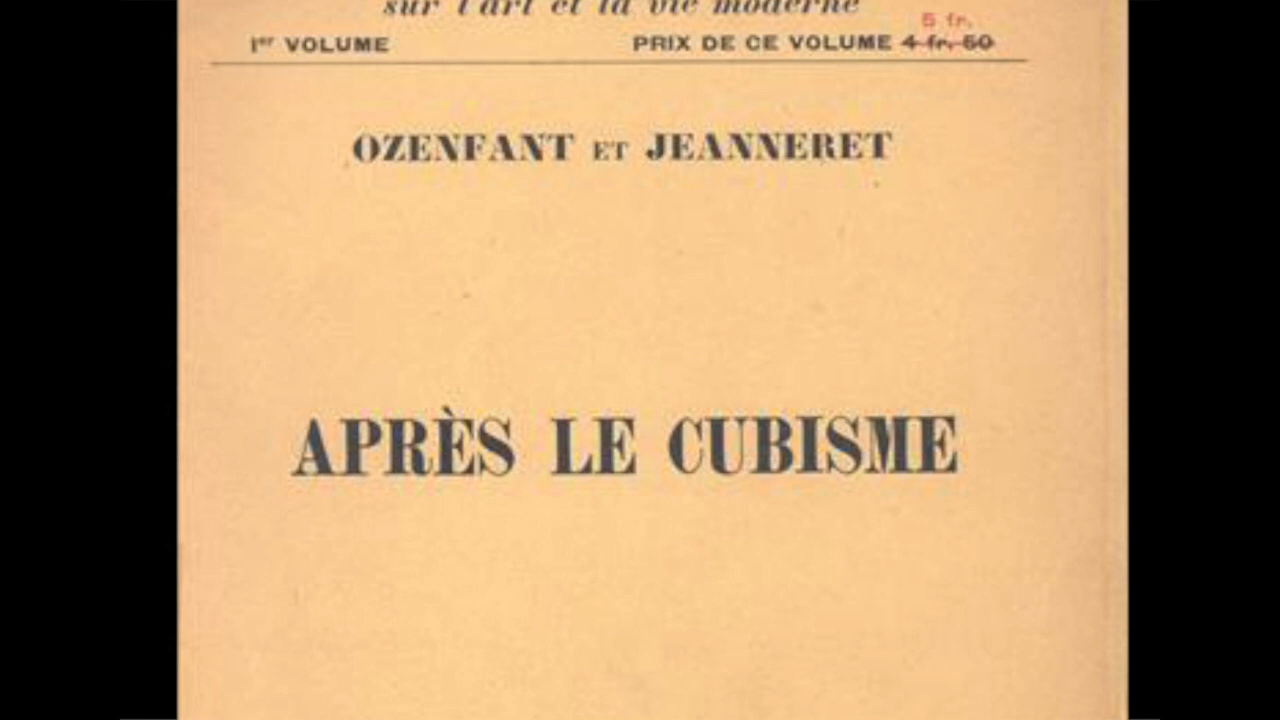 sur l'art et la vie moderne
5 fr.
1er VOLUME PRIX DE CE VOLUME 4 fr. 50
OZENFANT ET JEANNERET
APRÈS LE CUBISME